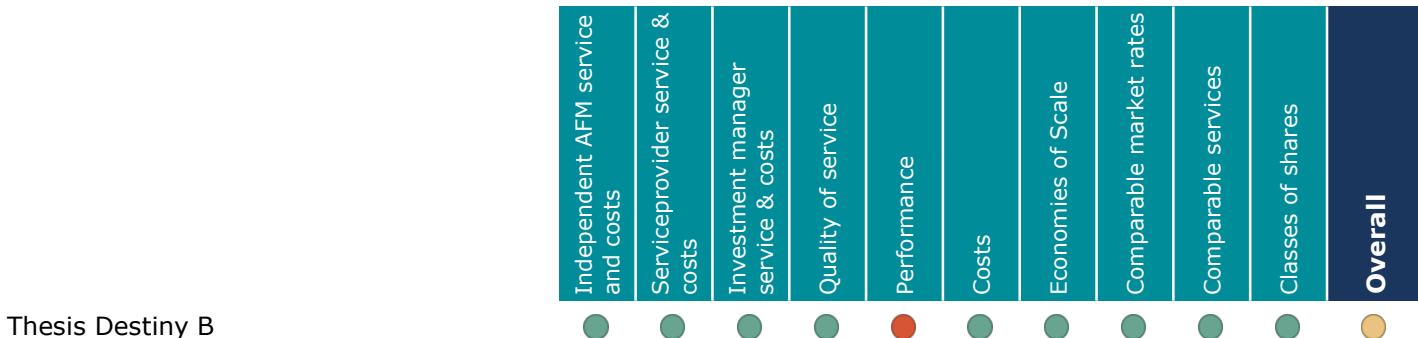 Independent AFM service
and costs
Serviceprovider service &
costs
Investment manager
service & costs
Quality of service
Performance
Costs
Economies of Scale
Comparable market rates
Comparable services
Classes of shares
Overall
Thesis Destiny B